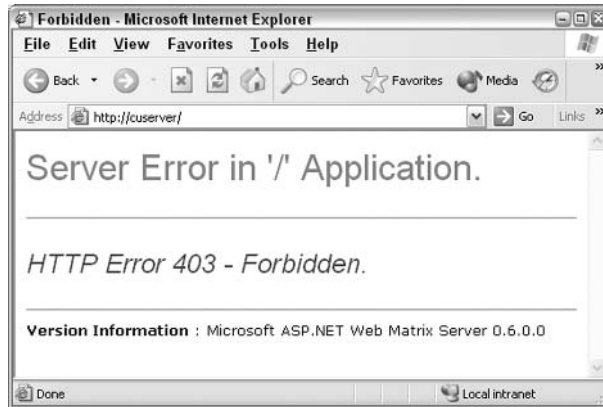 Forbidden - Microsoft Internet Explorer
File Edit View Favorites Tools Help
Back Search Favorites Media »
Address http://cuserver/ Go Links »
Server Error in '/' Application.
HTTP Error 403 - Forbidden.
Version Information : Microsoft ASP.NET Web Matrix Server 0.6.0.0
Done Local intranet